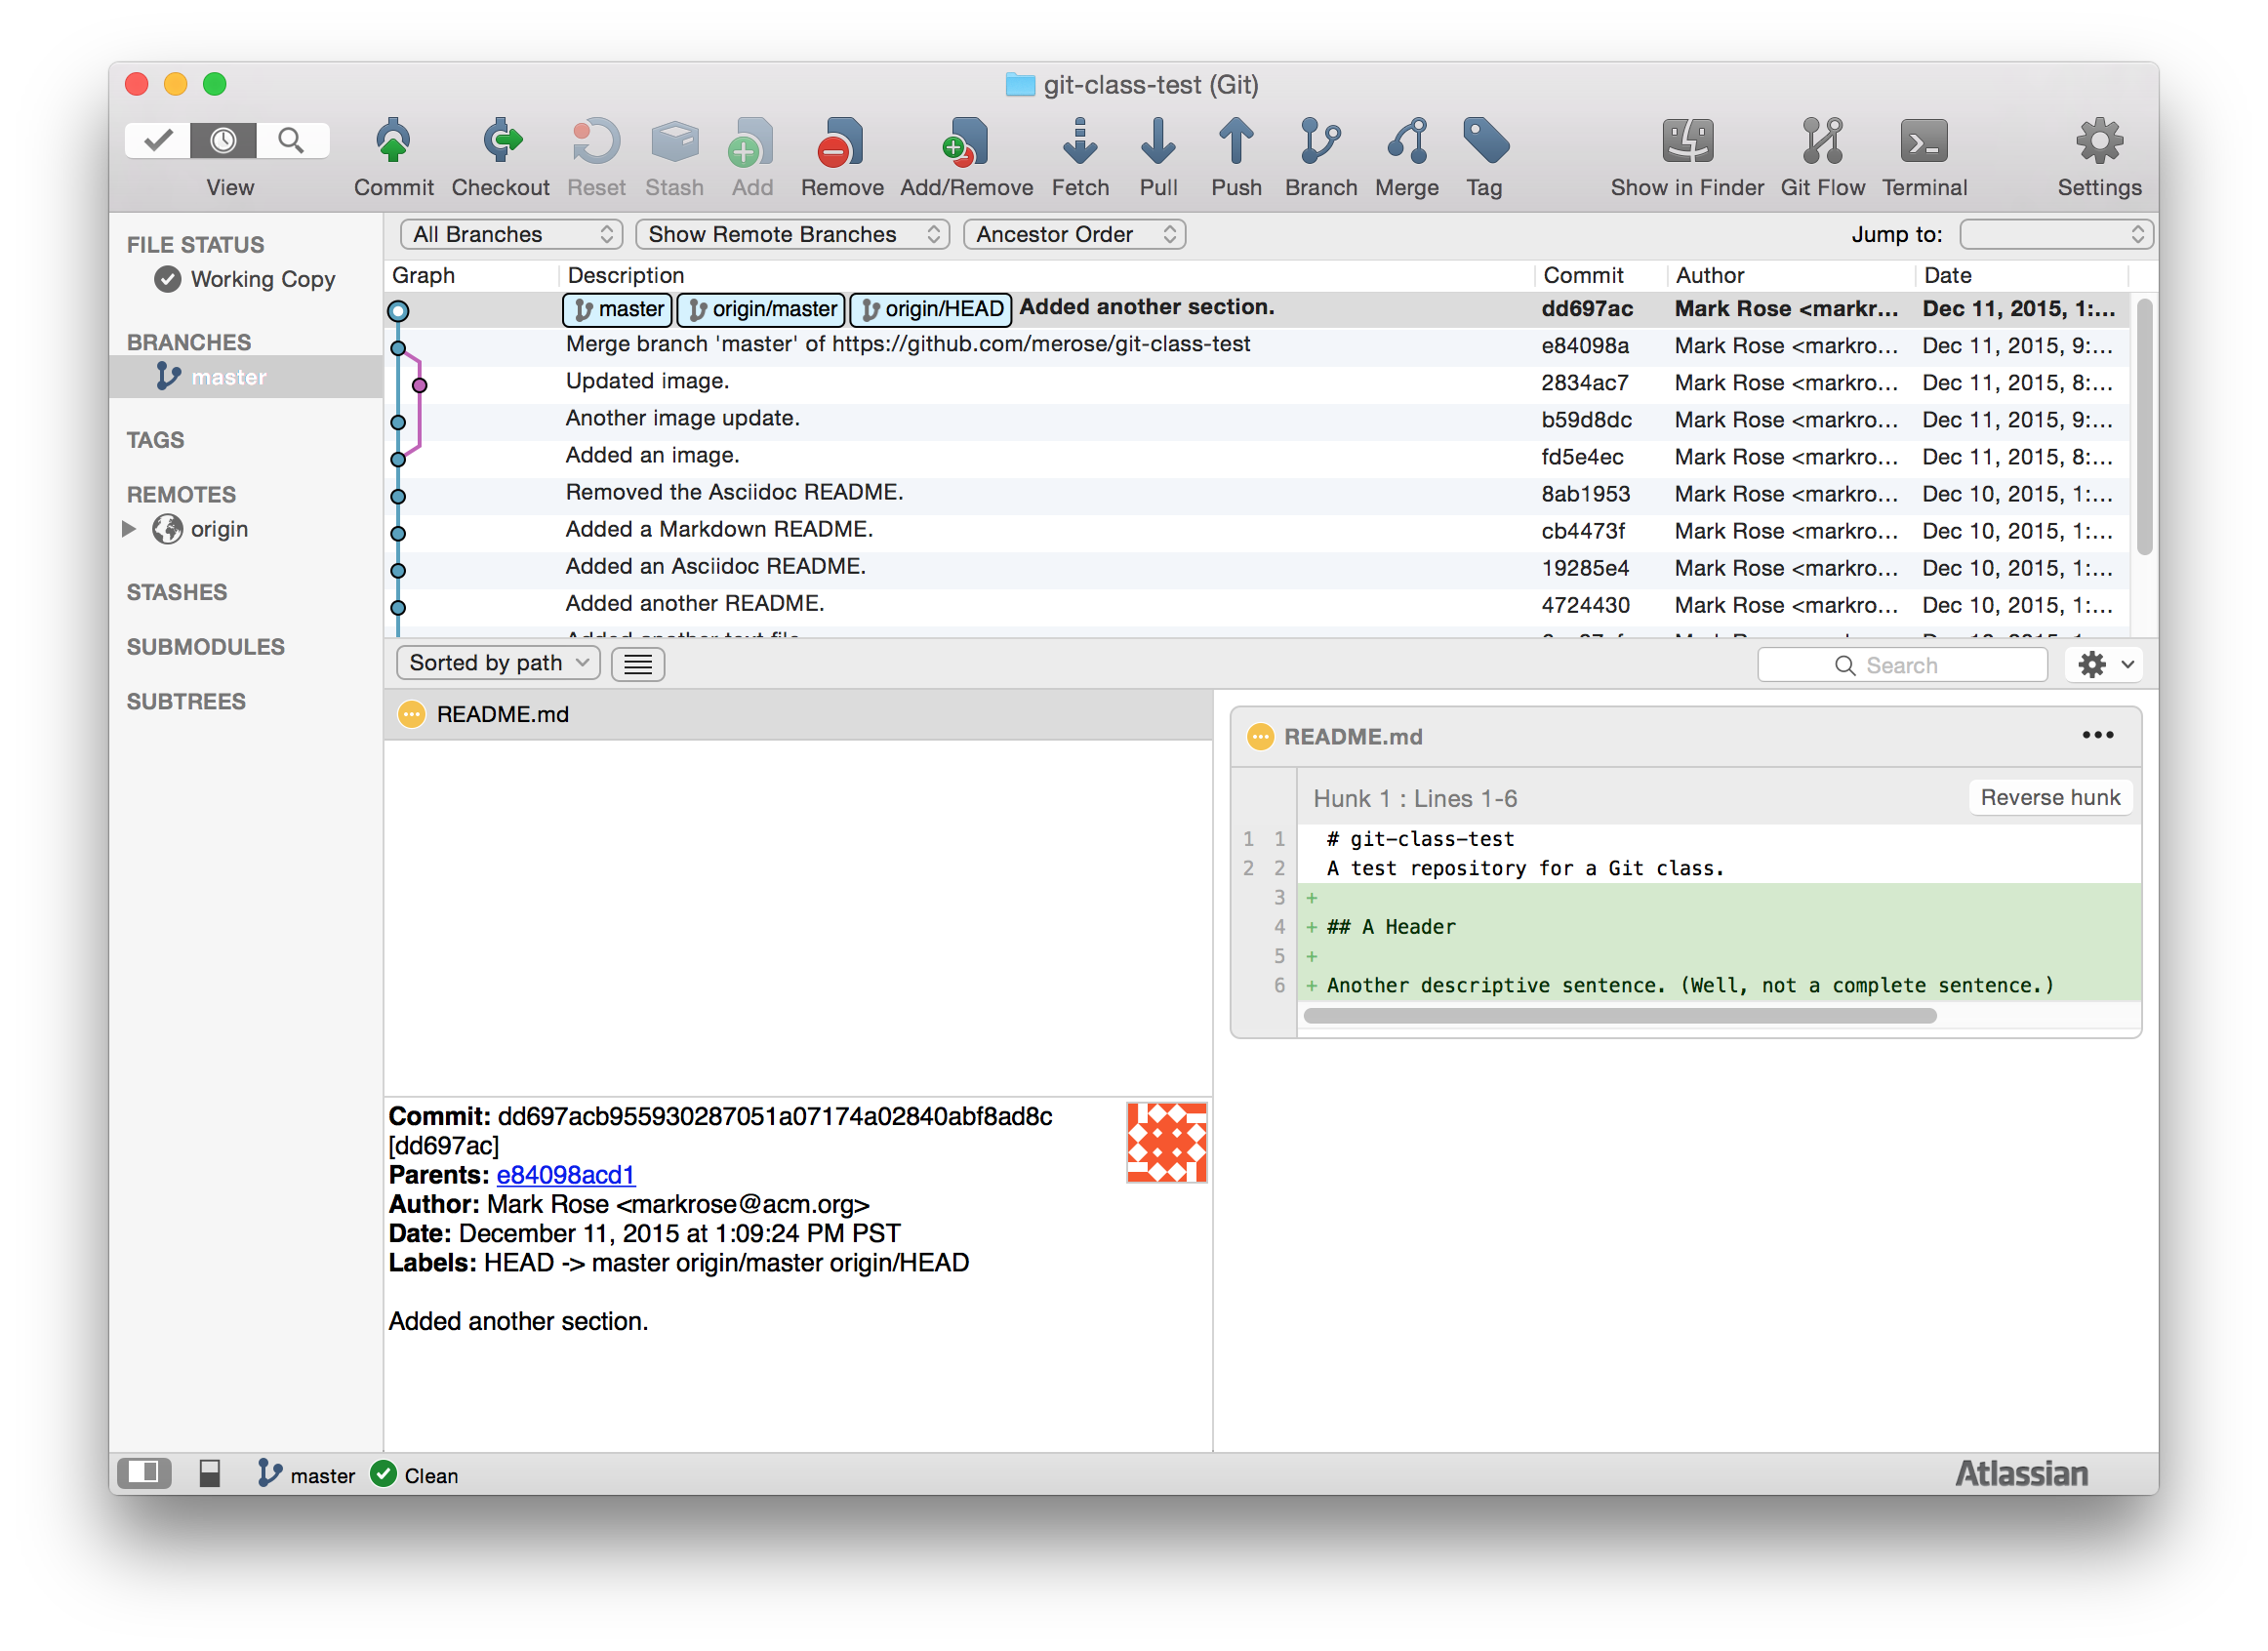 git-class-test (Git)
View
Commit Checkout Reset Stash Add Remove Add/Remove Fetch Pull Push Branch Merge Tag Show in Finder Git Flow Terminal Settings
FILE STATUS
Working Copy
BRANCHES
master
TAGS
REMOTES
origin
STASHES
SUBMODULES
SUBTREES
All Branches Show Remote Branches Ancestor Order Jump to:
Graph Description Commit Author Date
master origin/master origin/HEAD Added another section. dd697ac Mark Rose <markr... Dec 11, 2015, 1:...
Merge branch 'master' of https://github.com/merose/git-class-test e84098a Mark Rose <markro... Dec 11, 2015, 9:...
Updated image. 2834ac7 Mark Rose <markro... Dec 11, 2015, 8:...
Another image update. b59d8dc Mark Rose <markro... Dec 11, 2015, 9:...
Added an image. fd5e4ec Mark Rose <markro... Dec 11, 2015, 8:...
Removed the Asciidoc README. 8ab1953 Mark Rose <markro... Dec 10, 2015, 1:...
Added a Markdown README. cb4473f Mark Rose <markro... Dec 10, 2015, 1:...
Added an Asciidoc README. 19285e4 Mark Rose <markro... Dec 10, 2015, 1:...
Added another README. 4724430 Mark Rose <markro... Dec 10, 2015, 1:...
Sorted by path Search
README.md
Commit: dd697acb955930287051a07174a02840abf8ad8c
[dd697ac]
Parents: e84098acd1
Author: Mark Rose <markrose@acm.org>
Date: December 11, 2015 at 1:09:24 PM PST
Labels: HEAD -> master origin/master origin/HEAD
Added another section.
README.md
Hunk 1 : Lines 1-6 Reverse hunk
1 1 # git-class-test
2 2 A test repository for a Git class.
3 +
4 + ## A Header
5 +
6 + Another descriptive sentence. (Well, not a complete sentence.)
master Clean Atlassian